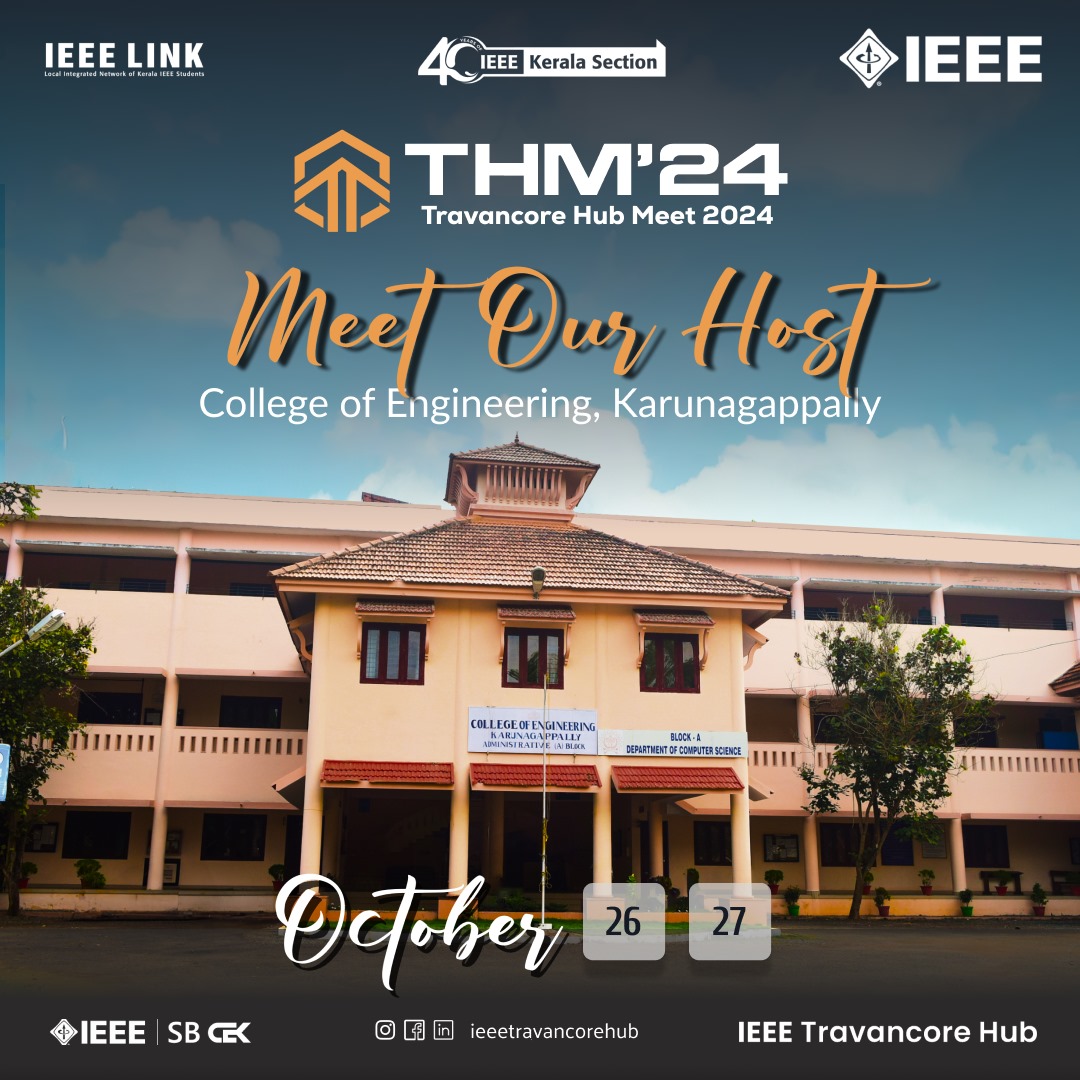 IEEE LINK
Local Integrated Network of Kerala IEEE Students
40 YEARS OF IEEE Kerala Section
IEEE
THM'24
Travancore Hub Meet 2024
Meet Our Host
College of Engineering, Karunagappally
COLLEGE OF ENGINEERING
KARUNAGAPPALLY
ADMINISTRATIVE (A) BLOCK
BLOCK - A
DEPARTMENT OF COMPUTER SCIENCE
October 26 27
IEEE SB CEK
ieeetravancorehub
IEEE Travancore Hub